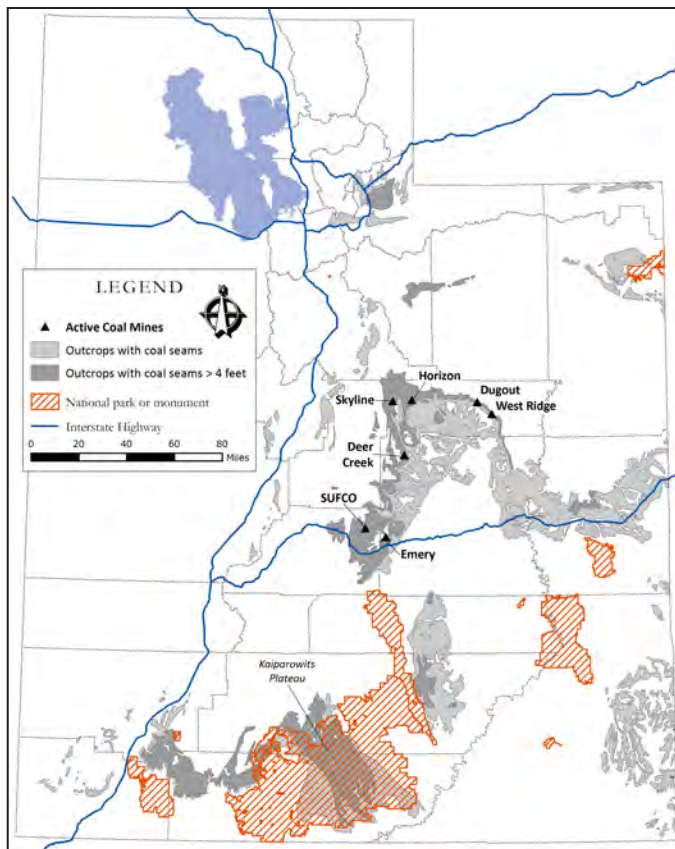 LEGEND
Active Coal Mines
Outcrops with coal seams
Outcrops with coal seams > 4 feet
National park or monument
Interstate Highway
0 20 40 60 80
Miles
Horizon
Skyline
Dugout
West Ridge
Deer
Creek
SUFCO
Emery
Kaiparowits
Plateau